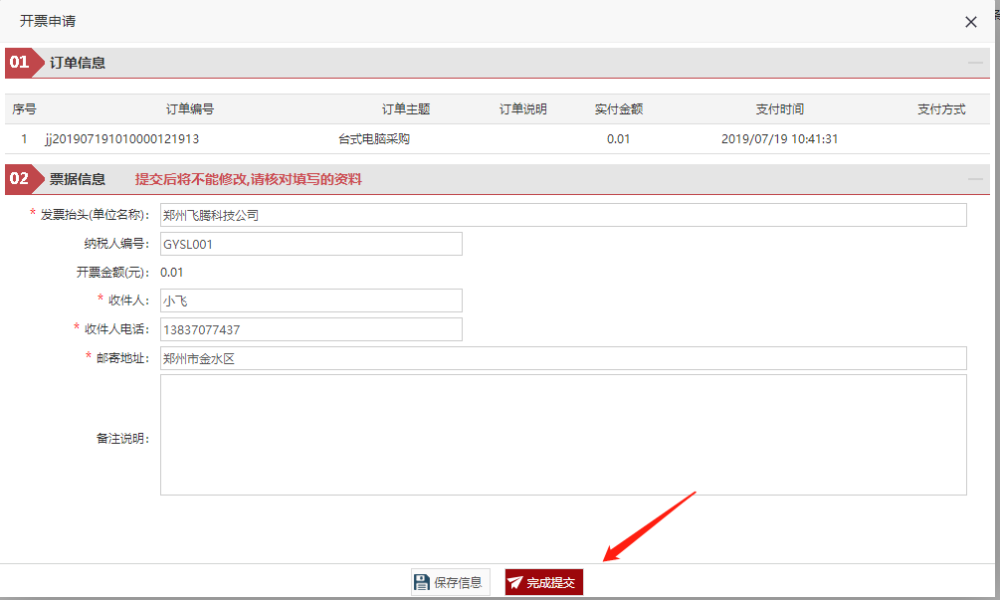 开票申请
01 订单信息
序号 订单编号 订单主题 订单说明 实付金额 支付时间 支付方式
1 jj201907191010000121913 台式电脑采购 0.01 2019/07/19 10:41:31
02 票据信息 提交后将不能修改,请核对填写的资料
* 发票抬头(单位名称): 郑州飞腾科技公司
纳税人编号: GYSL001
开票金额(元): 0.01
* 收件人: 小飞
* 收件人电话: 13837077437
* 邮寄地址: 郑州市金水区
备注说明:
保存信息 完成提交